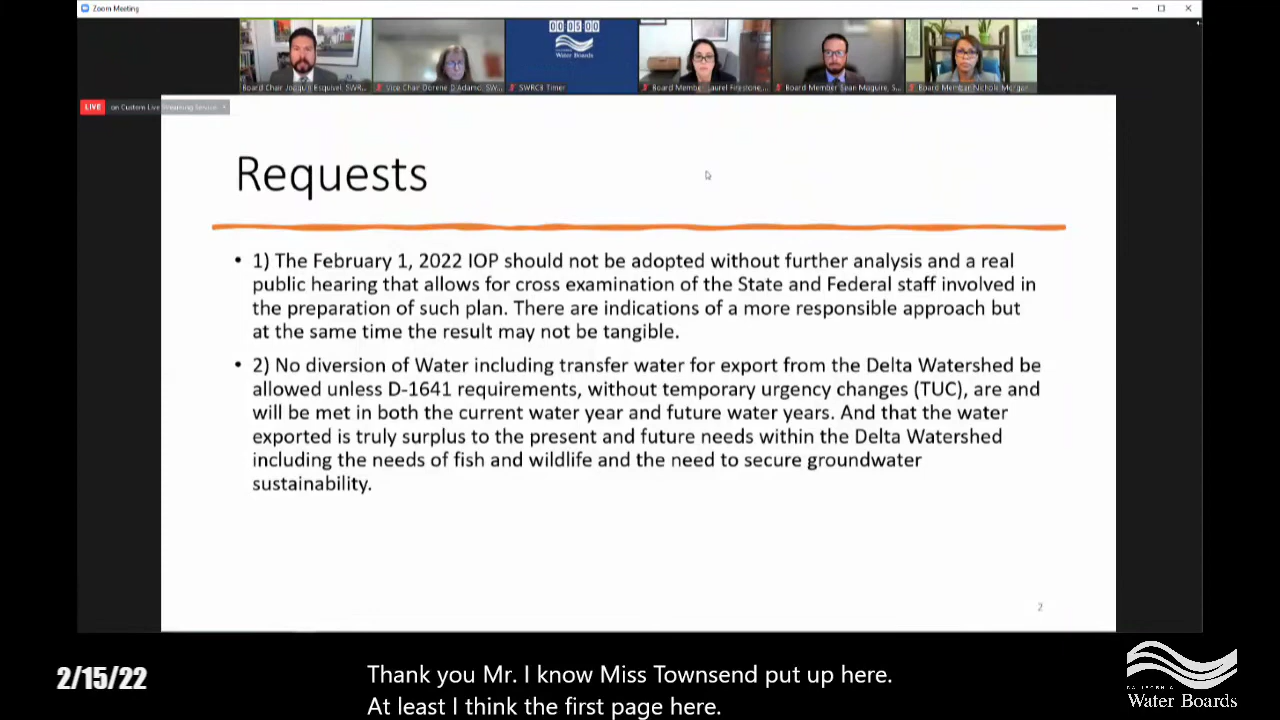 Zoom Meeting
00:05:00
Water Boards
Board Chair Joaquin Esquivel, SWR...
Vice Chair Dorene D'Adamo, SW...
SWRCB Timer
Board Member Laurel Firestone,...
Board Member Sean Maguire, S...
Board Member Nichole Morgan
LIVE on Custom Live Streaming Service
Requests
• 1) The February 1, 2022 IOP should not be adopted without further analysis and a real
public hearing that allows for cross examination of the State and Federal staff involved in
the preparation of such plan. There are indications of a more responsible approach but
at the same time the result may not be tangible.
• 2) No diversion of Water including transfer water for export from the Delta Watershed be
allowed unless D-1641 requirements, without temporary urgency changes (TUC), are and
will be met in both the current water year and future water years. And that the water
exported is truly surplus to the present and future needs within the Delta Watershed
including the needs of fish and wildlife and the need to secure groundwater
sustainability.
2
2/15/22
Thank you Mr. I know Miss Townsend put up here.
At least I think the first page here.
CALIFORNIA
Water Boards